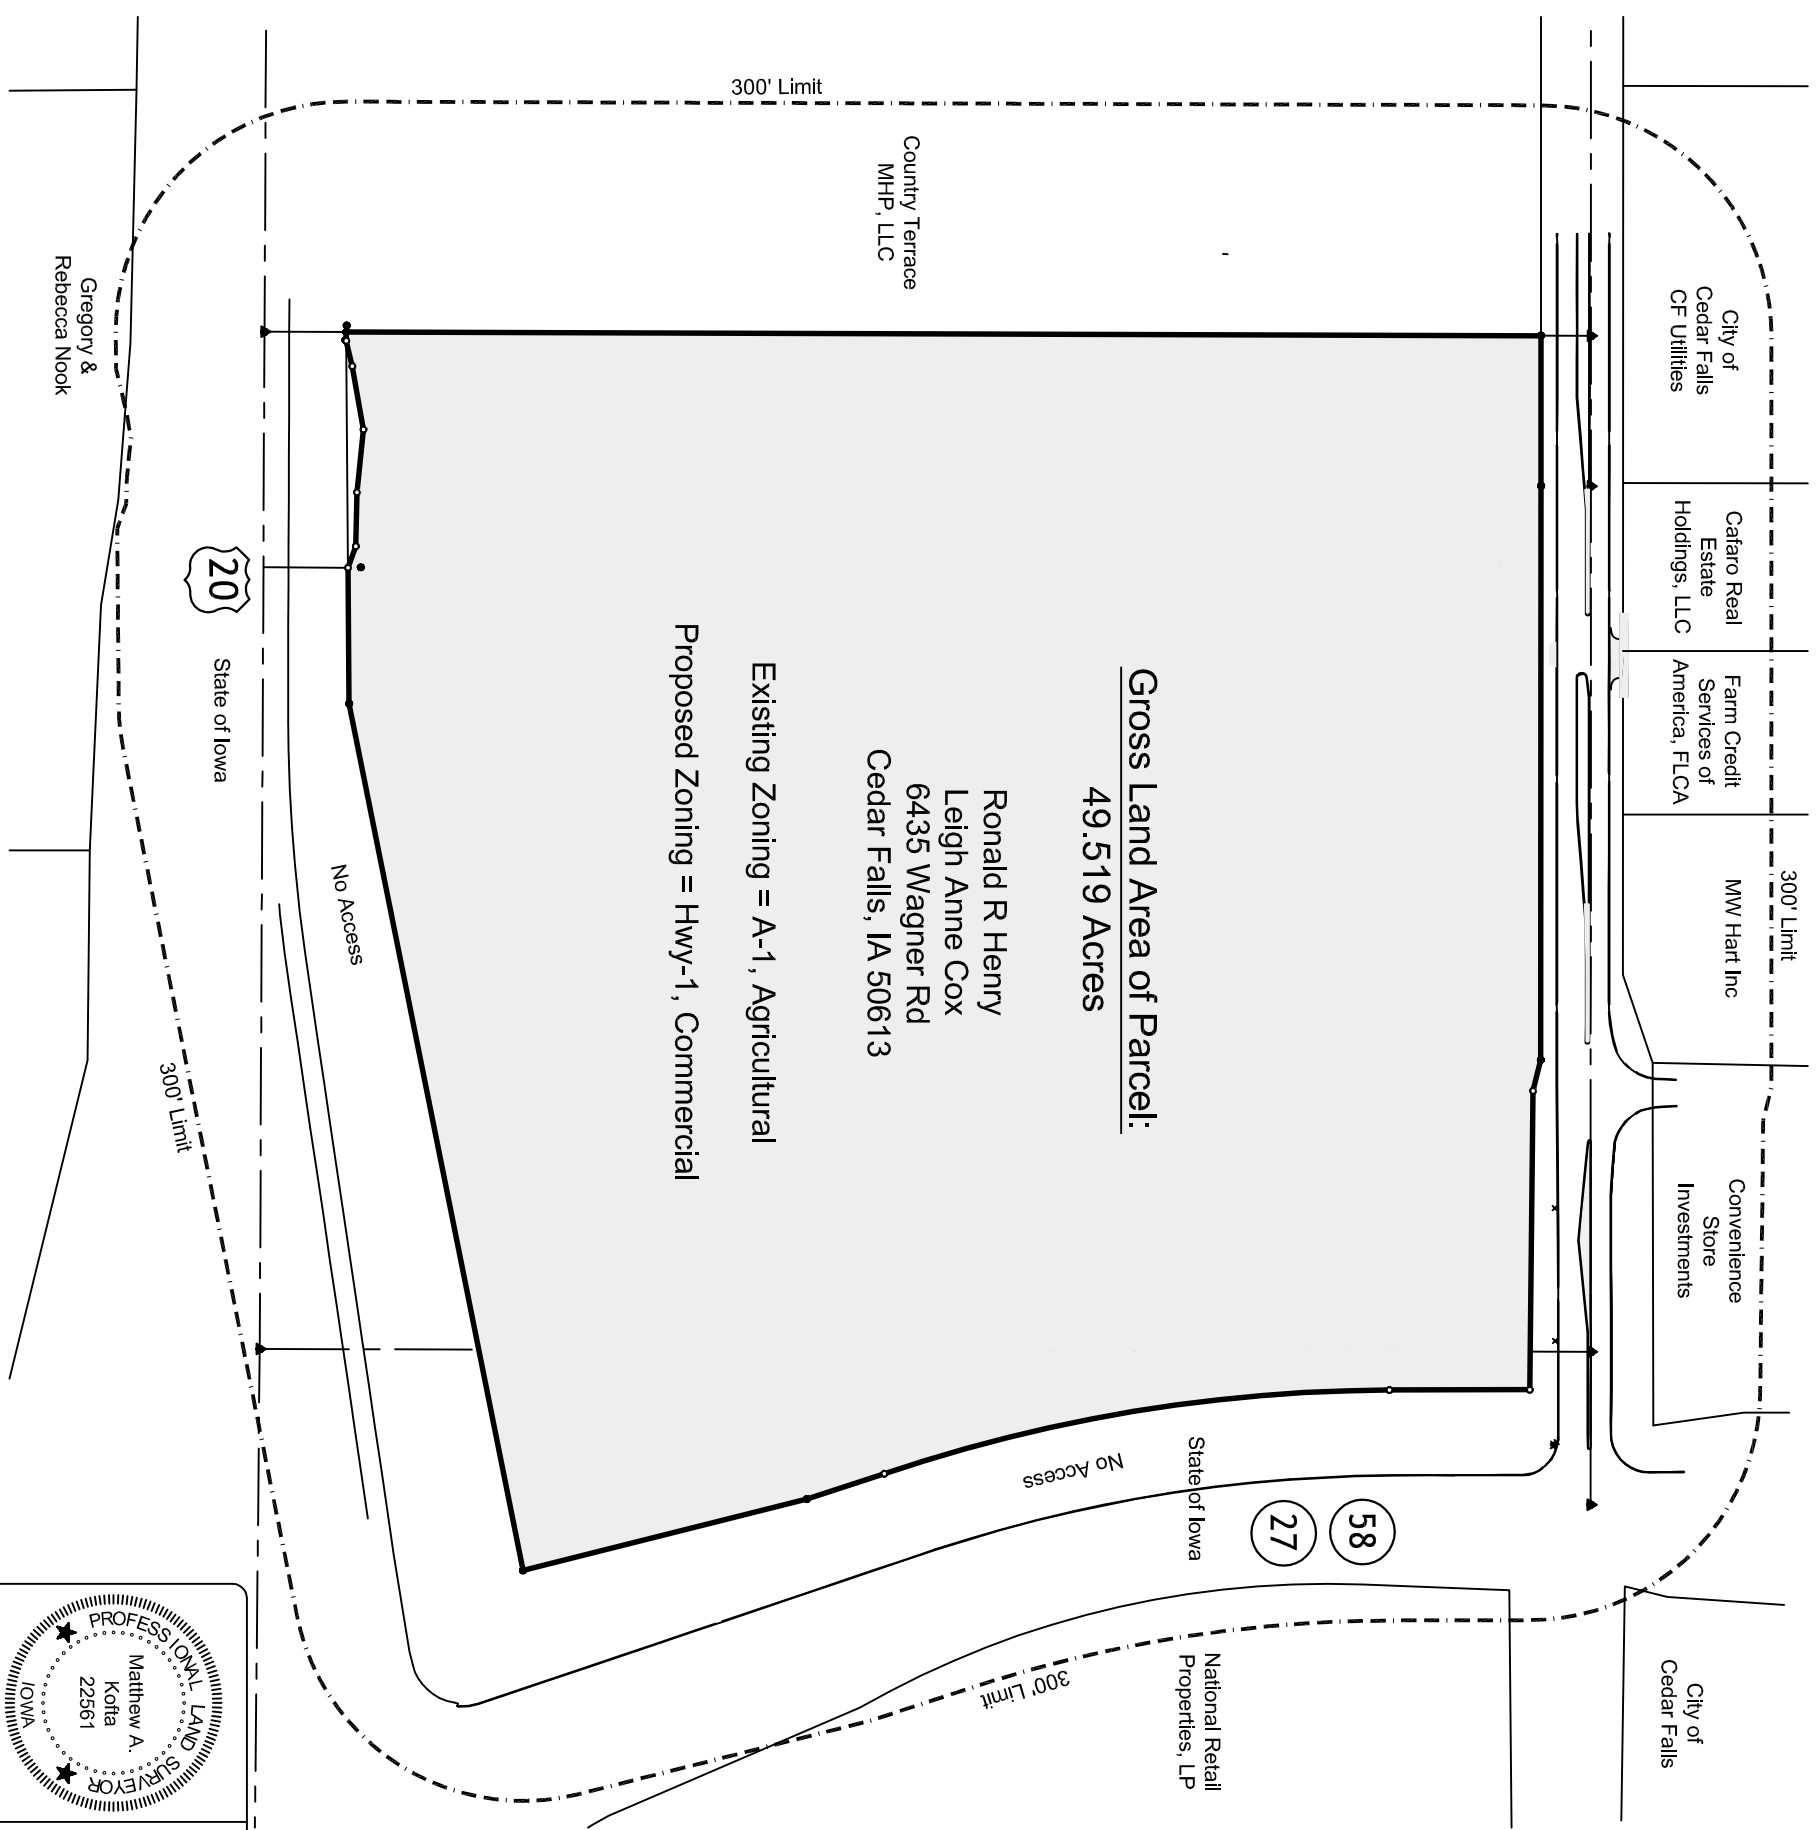 300' Limit
Country Terrace
MHP, LLC
Gregory &
Rebecca Nook
City of
Cedar Falls
CF Utilities
Cafaro Real
Estate
Holdings, LLC
Farm Credit
Services of
America, FLCA
MW Hart Inc
300' Limit
Convenience
Store
Investments
Gross Land Area of Parcel:
49.519 Acres
Ronald R Henry
Leigh Anne Cox
6435 Wagner Rd
Cedar Falls, IA 50613
Existing Zoning = A-1, Agricultural
Proposed Zoning = Hwy-1, Commercial
20
State of Iowa
No Access
300' Limit
No Access
State of Iowa
58
27
City of
Cedar Falls
National Retail
Properties, LP
300' Limit
PROFESSIONAL LAND SURVEYOR
Matthew A.
Kofta
22561
IOWA